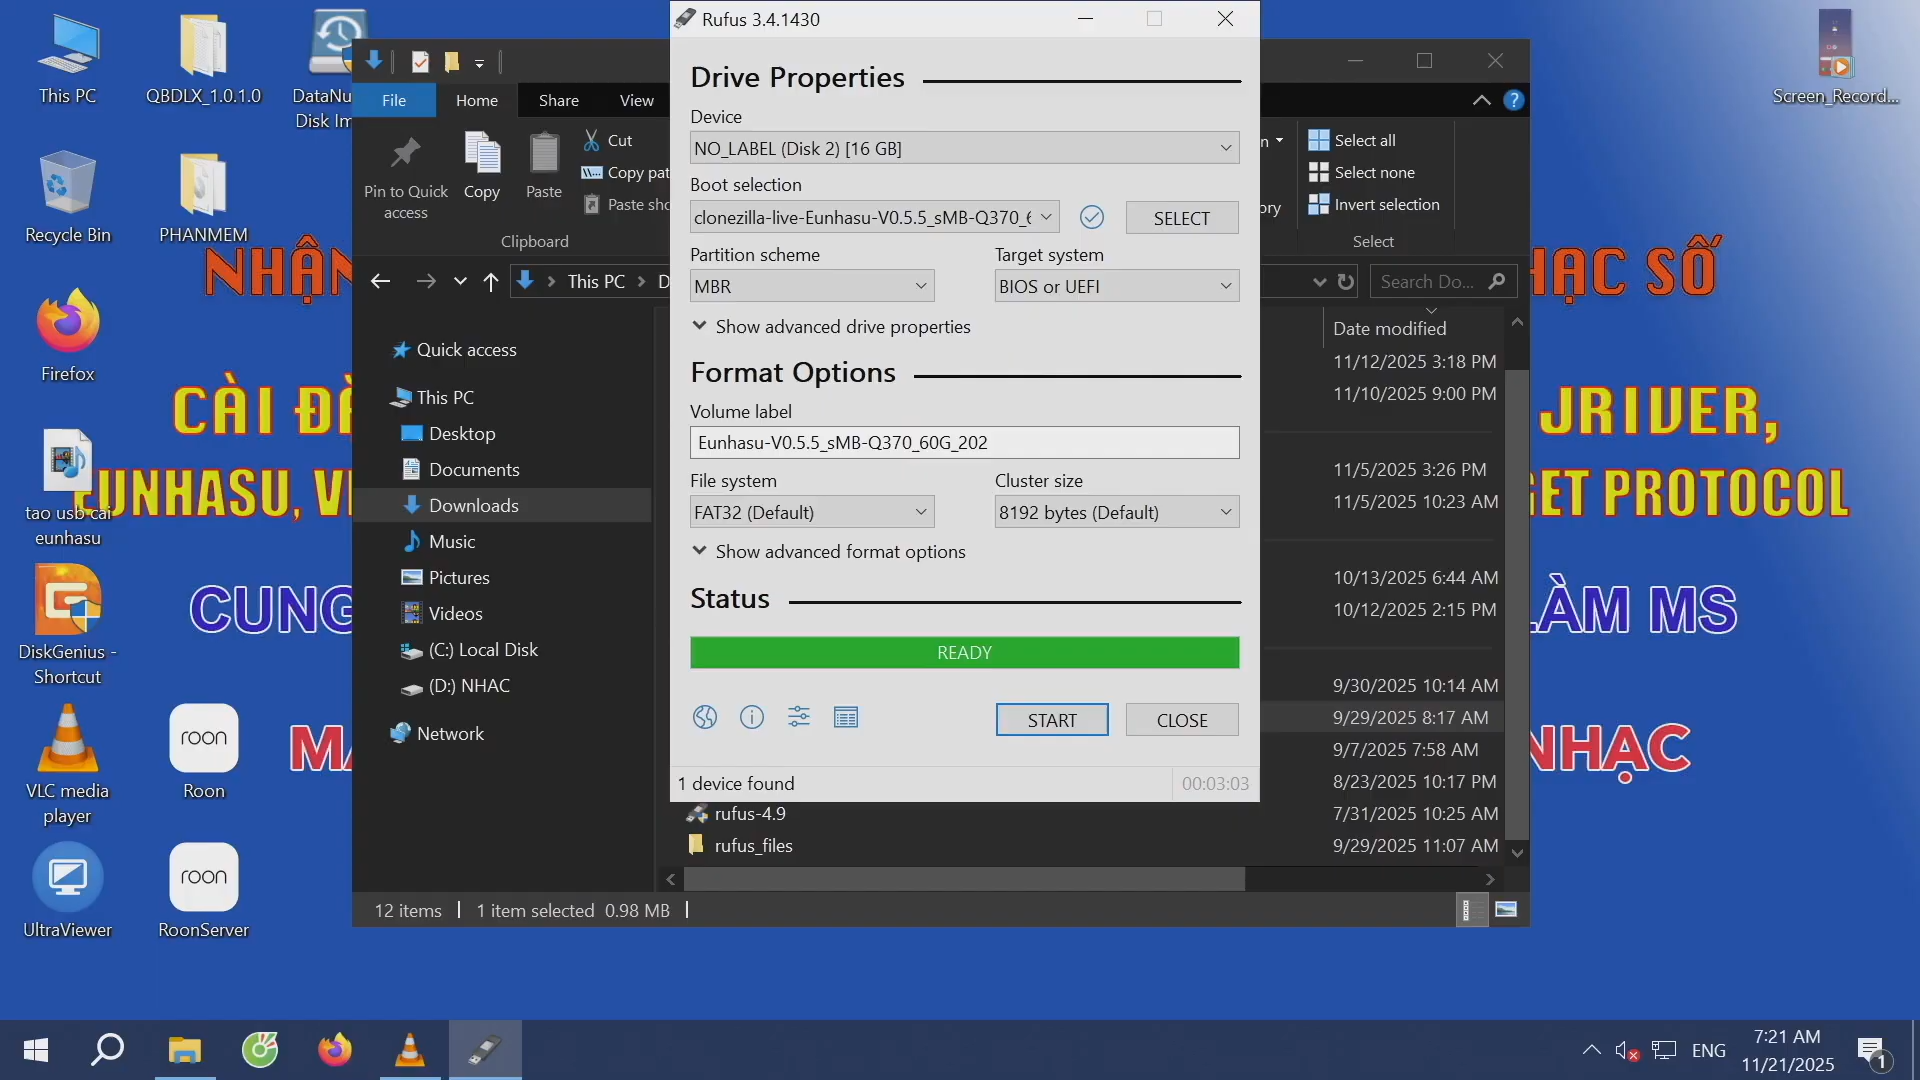 This PC
QBDLX_1.0.1.0
DataNu
Disk Im
Recycle Bin
PHANMEM
Firefox
tao usb cai
eunhasu
DiskGenius -
Shortcut
VLC media
player
roon
Roon
UltraViewer
roon
RoonServer
Screen_Record...
NHẬN
HẠC SỐ
CÀI ĐẶ
JRIVER,
EUNHASU, V
GET PROTOCOL
CUNG
LÀM MS
MÁ
NHẠC
File
Home
Share
View
Pin to Quick
access
Copy
Paste
Cut
Copy pat
Paste sho
Clipboard
Select all
Select none
Invert selection
Select
ory
This PC
D
Search Do...
Quick access
This PC
Desktop
Documents
Downloads
Music
Pictures
Videos
(C:) Local Disk
(D:) NHAC
Network
Date modified
11/12/2025 3:18 PM
11/10/2025 9:00 PM
11/5/2025 3:26 PM
11/5/2025 10:23 AM
10/13/2025 6:44 AM
10/12/2025 2:15 PM
9/30/2025 10:14 AM
9/29/2025 8:17 AM
9/7/2025 7:58 AM
8/23/2025 10:17 PM
rufus-4.9
7/31/2025 10:25 AM
rufus_files
9/29/2025 11:07 AM
12 items
1 item selected 0.98 MB
Rufus 3.4.1430
Drive Properties
Device
NO_LABEL (Disk 2) [16 GB]
Boot selection
clonezilla-live-Eunhasu-V0.5.5_sMB-Q370_6
SELECT
Partition scheme
Target system
MBR
BIOS or UEFI
Show advanced drive properties
Format Options
Volume label
Eunhasu-V0.5.5_sMB-Q370_60G_202
File system
Cluster size
FAT32 (Default)
8192 bytes (Default)
Show advanced format options
Status
READY
START
CLOSE
1 device found
00:03:03
ENG
7:21 AM
11/21/2025
1